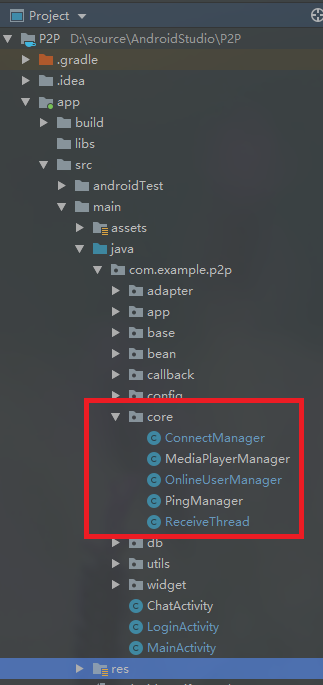 Project
P2P D:\source\AndroidStudio\P2P
.gradle
.idea
app
build
libs
src
androidTest
main
assets
java
com.example.p2p
adapter
app
base
bean
callback
config
core
ConnectManager
MediaPlayerManager
OnlineUserManager
PingManager
ReceiveThread
db
utils
widget
ChatActivity
LoginActivity
MainActivity
res